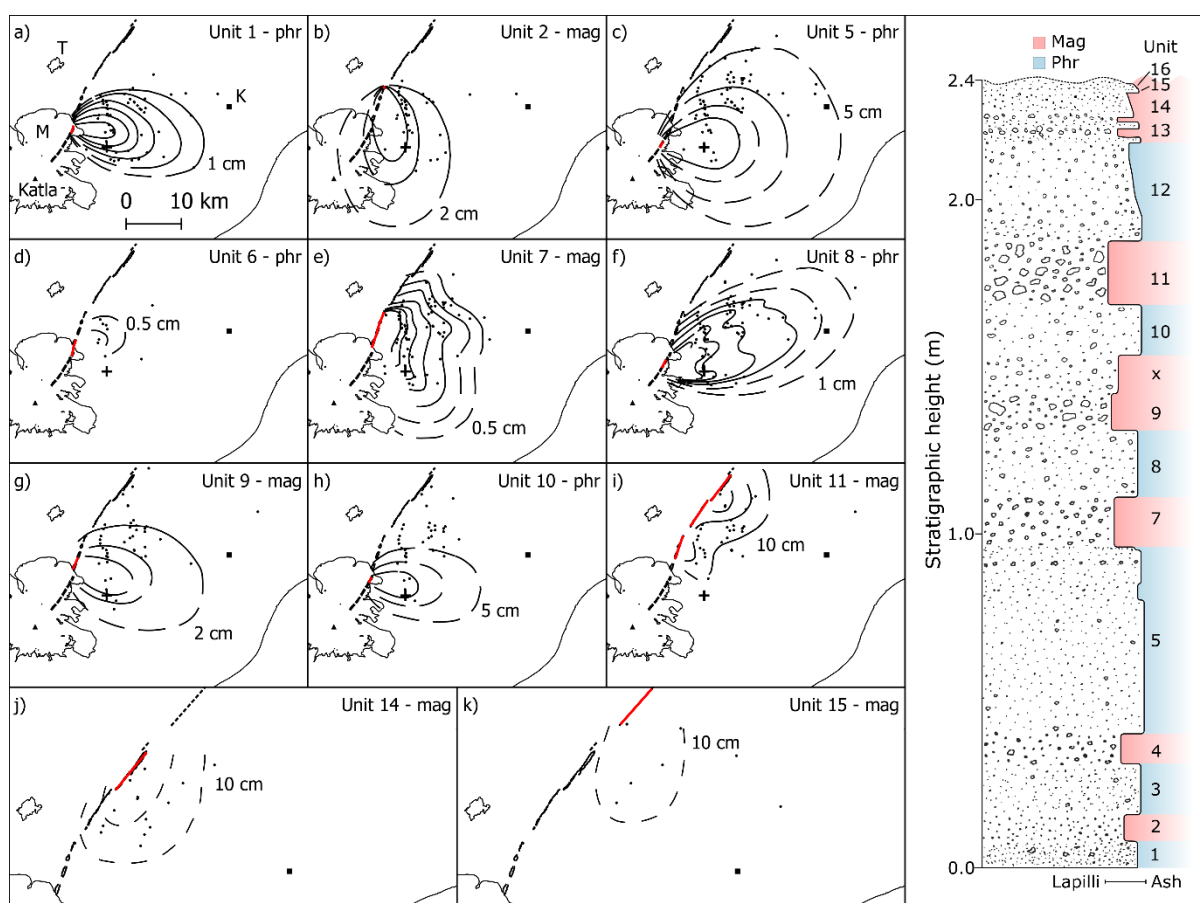 a)
T
Unit 1 - phr
M
K
1 cm
Katla
0
10 km
b)
Unit 2 - mag
2 cm
c)
Unit 5 - phr
5 cm
d)
Unit 6 - phr
0.5 cm
e)
Unit 7 - mag
0.5 cm
f)
Unit 8 - phr
1 cm
g)
Unit 9 - mag
2 cm
h)
Unit 10 - phr
5 cm
i)
Unit 11 - mag
10 cm
j)
Unit 14 - mag
10 cm
k)
Unit 15 - mag
10 cm
Mag
Phr
Unit
Stratigraphic height (m)
2.4
2.0
1.0
0.0
16
15
14
13
12
11
10
x
9
8
7
5
4
3
2
1
Lapilli
Ash